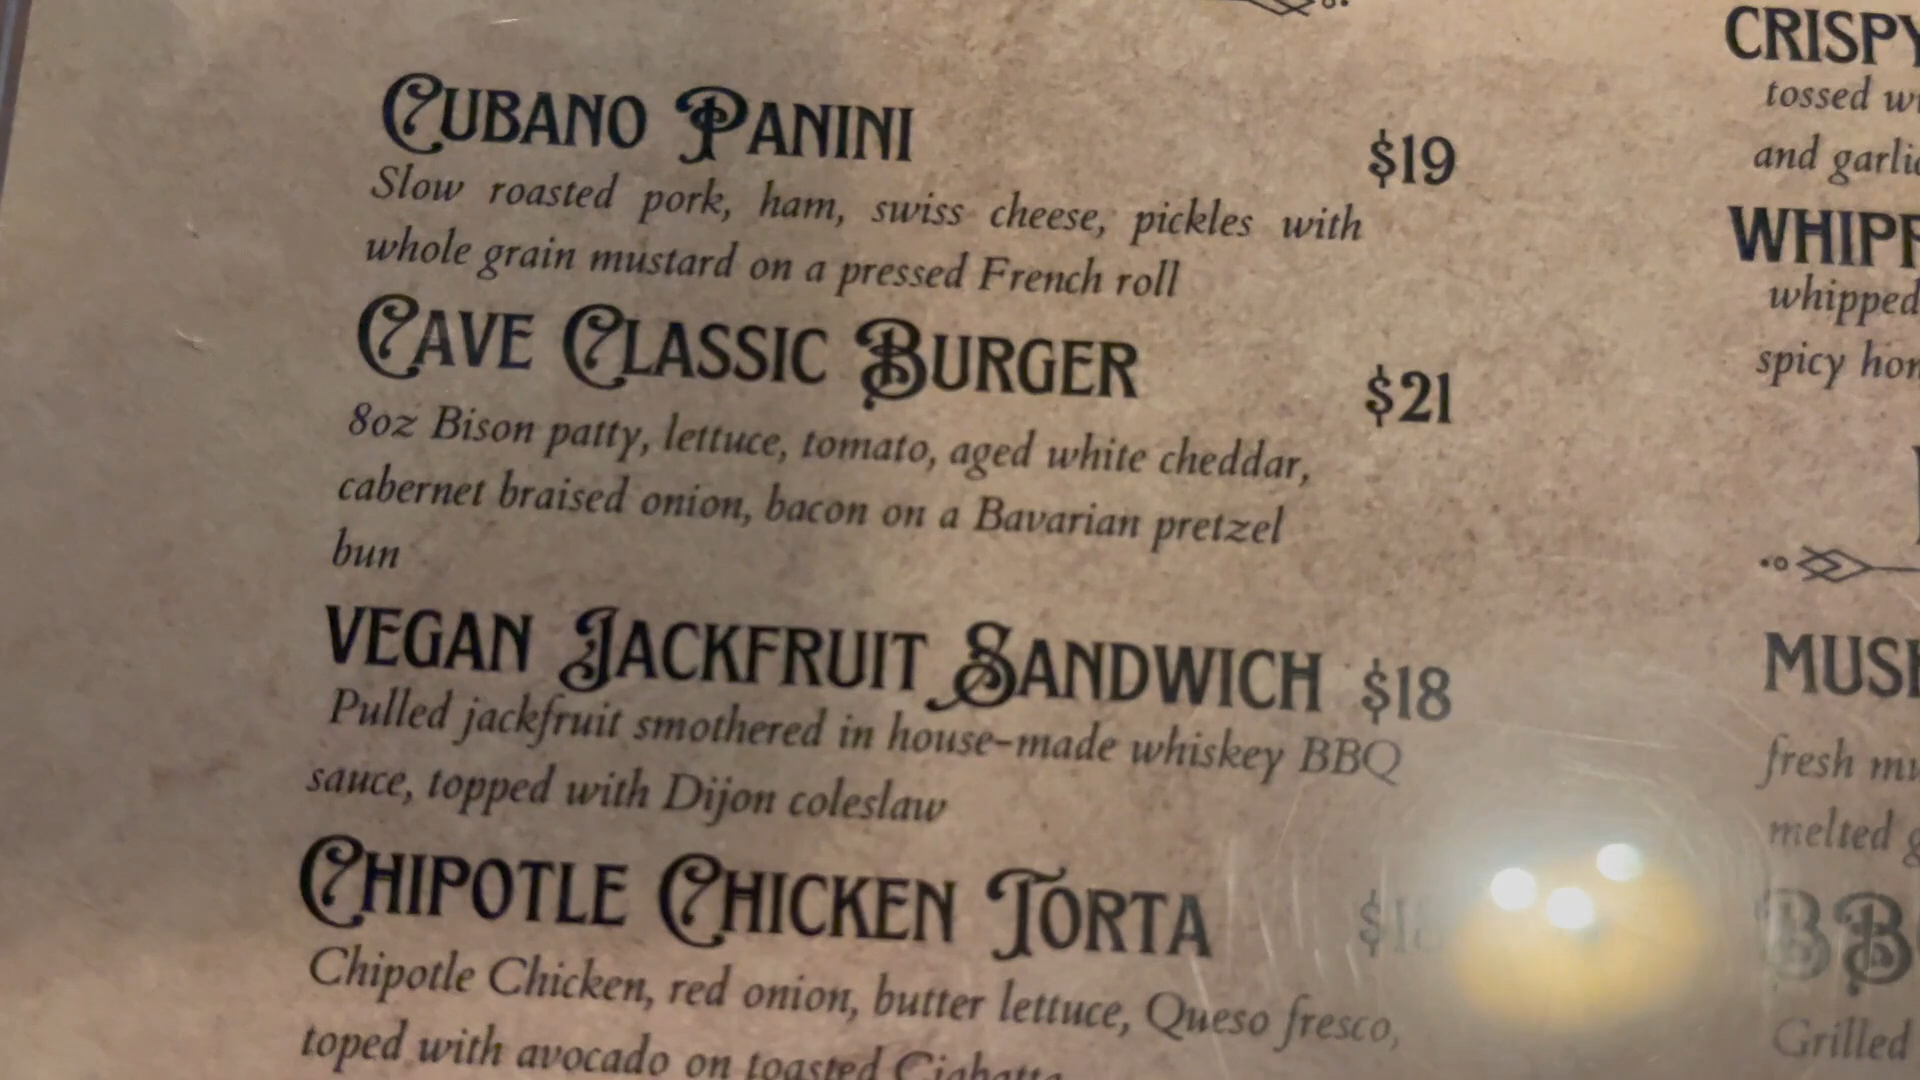 CUBANO PANINI $19
Slow roasted pork, ham, swiss cheese, pickles with
whole grain mustard on a pressed French roll
CAVE CLASSIC BURGER $21
8oz Bison patty, lettuce, tomato, aged white cheddar,
cabernet braised onion, bacon on a Bavarian pretzel
bun
VEGAN JACKFRUIT SANDWICH $18
Pulled jackfruit smothered in house-made whiskey BBQ
sauce, topped with Dijon coleslaw
CHIPOTLE CHICKEN TORTA
Chipotle Chicken, red onion, butter lettuce, Queso fresco,
toped with avocado on toasted Ciabatta
CRISPY
tossed
and garlic
whipped
spicy
fresh
melted
Grilled